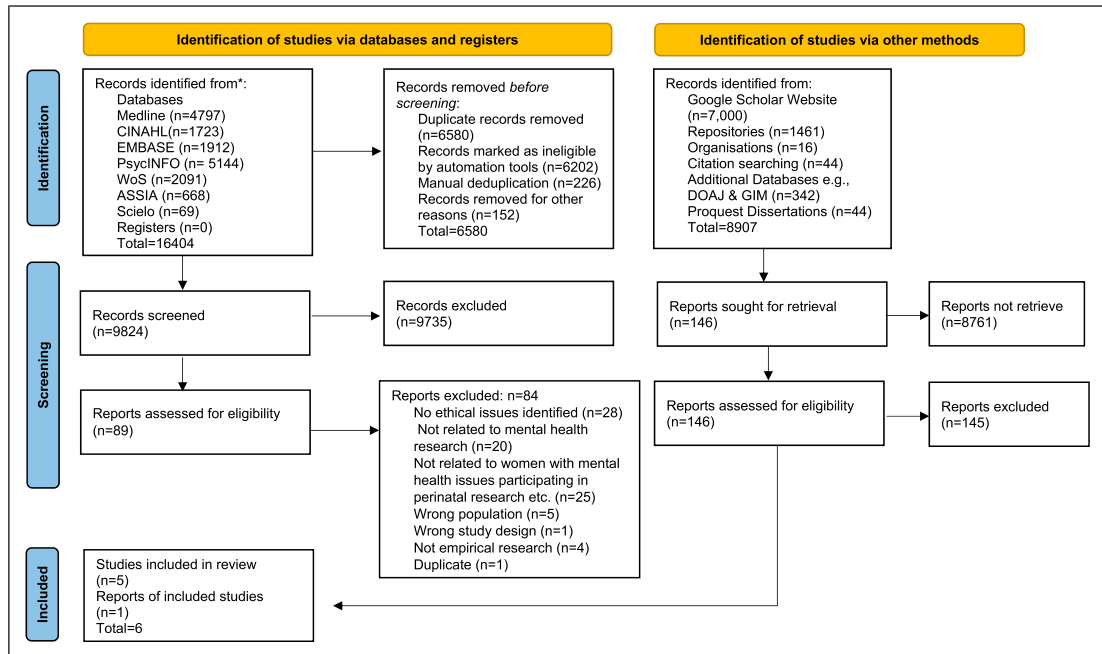 Identification of studies via databases and registers
Identification of studies via other methods
Identification
Records identified from*:
Databases
Medline (n=4797)
CINAHL(n=1723)
EMBASE(n=1912)
PsycINFO (n= 5144)
WoS (n=2091)
ASSIA (n=668)
Scielo (n=69)
Registers (n=0)
Total=16404
Records removed before
screening:
Duplicate records removed
(n=6580)
Records marked as ineligible
by automation tools (n=6202)
Manual deduplication (n=226)
Records removed for other
reasons (n=152)
Total=6580
Records identified from:
Google Scholar Website
(n=7,000)
Repositories (n=1461)
Organisations (n=16)
Citation searching (n=44)
Additional Databases e.g.,
DOAJ & GIM (n=342)
Proquest Dissertations (n=44)
Total=8907
Screening
Records screened
(n=9824)
Records excluded
(n=9735)
Reports sought for retrieval
(n=146)
Reports not retrieve
(n=8761)
Reports assessed for eligibility
(n=89)
Reports excluded: n=84
No ethical issues identified (n=28)
Not related to mental health
research (n=20)
Not related to women with mental
health issues participating in
perinatal research etc. (n=25)
Wrong population (n=5)
Wrong study design (n=1)
Not empirical research (n=4)
Duplicate (n=1)
Reports assessed for eligibility
(n=146)
Reports excluded
(n=145)
Included
Studies included in review
(n=5)
Reports of included studies
(n=1)
Total=6